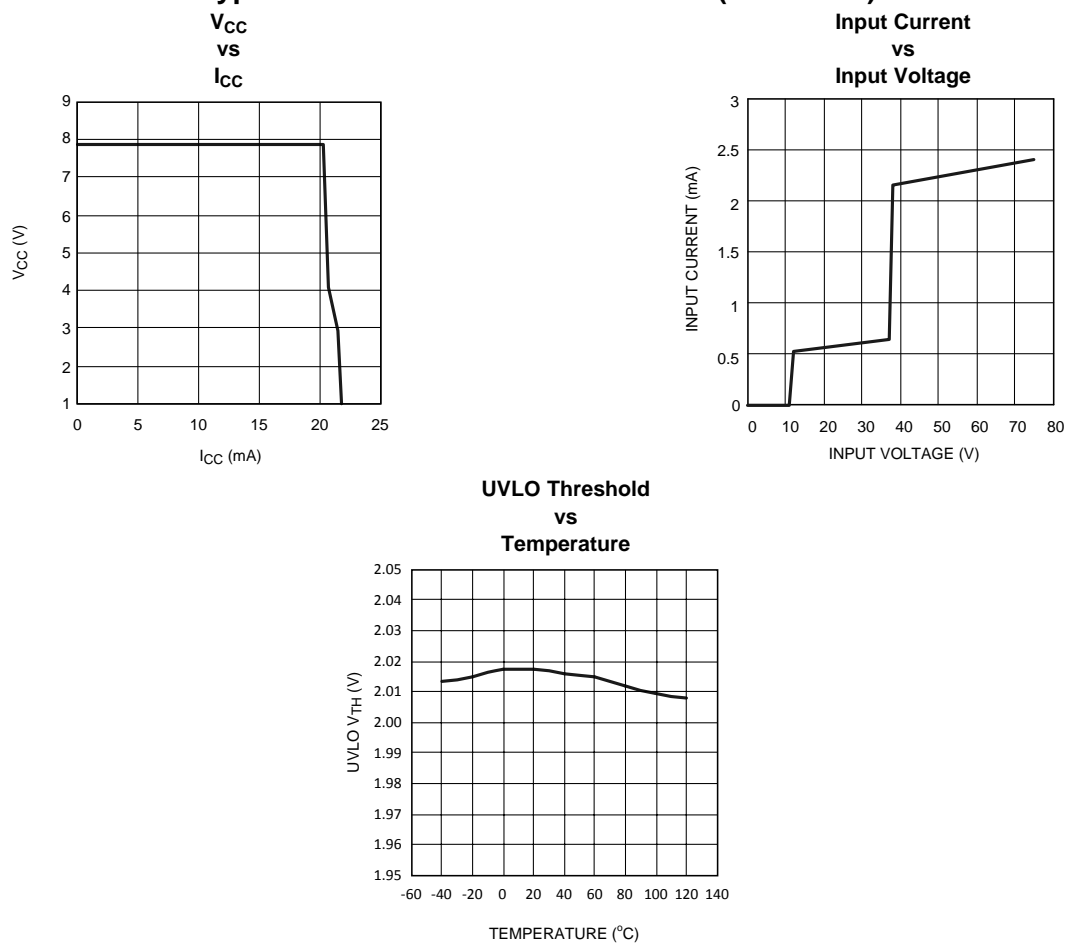 VCC
vs
ICC
9
8
7
6
5
4
3
2
1
VCC (V)
0 5 10 15 20 25
ICC (mA)
Input Current
vs
Input Voltage
3
2.5
2
1.5
1
0.5
0
INPUT CURRENT (mA)
0 10 20 30 40 50 60 70 80
INPUT VOLTAGE (V)
UVLO Threshold
vs
Temperature
2.05
2.04
2.03
2.02
2.01
2.00
1.99
1.98
1.97
1.96
1.95
UVLO VTH (V)
-60 -40 -20 0 20 40 60 80 100 120 140
TEMPERATURE (°C)